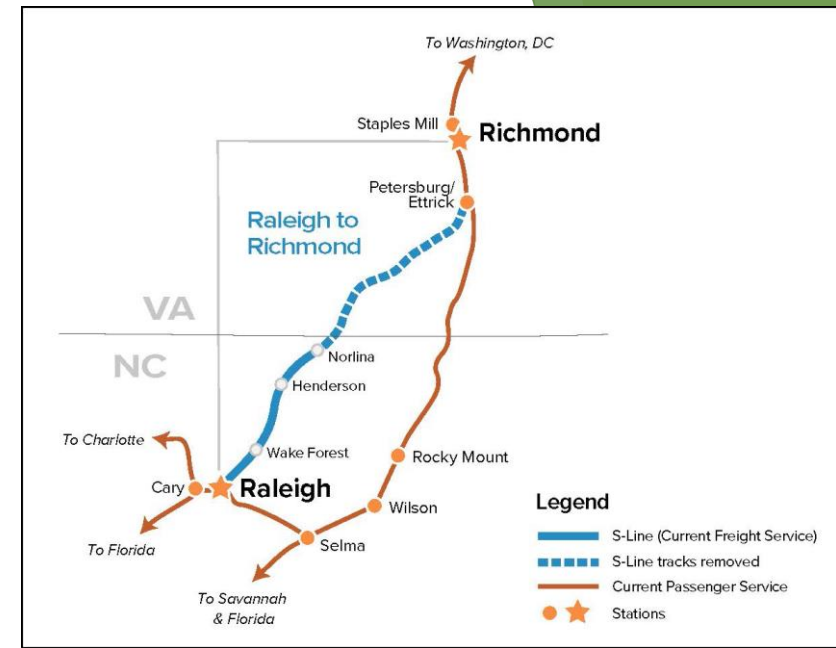 To Washington, DC
Staples Mill
Richmond
Petersburg/
Ettrick
Raleigh to
Richmond
VA
NC
Norlina
Henderson
Wake Forest
To Charlotte
Rocky Mount
Cary
Raleigh
Wilson
To Florida
Selma
To Savannah
& Florida
Legend
S-Line (Current Freight Service)
S-Line tracks removed
Current Passenger Service
Stations